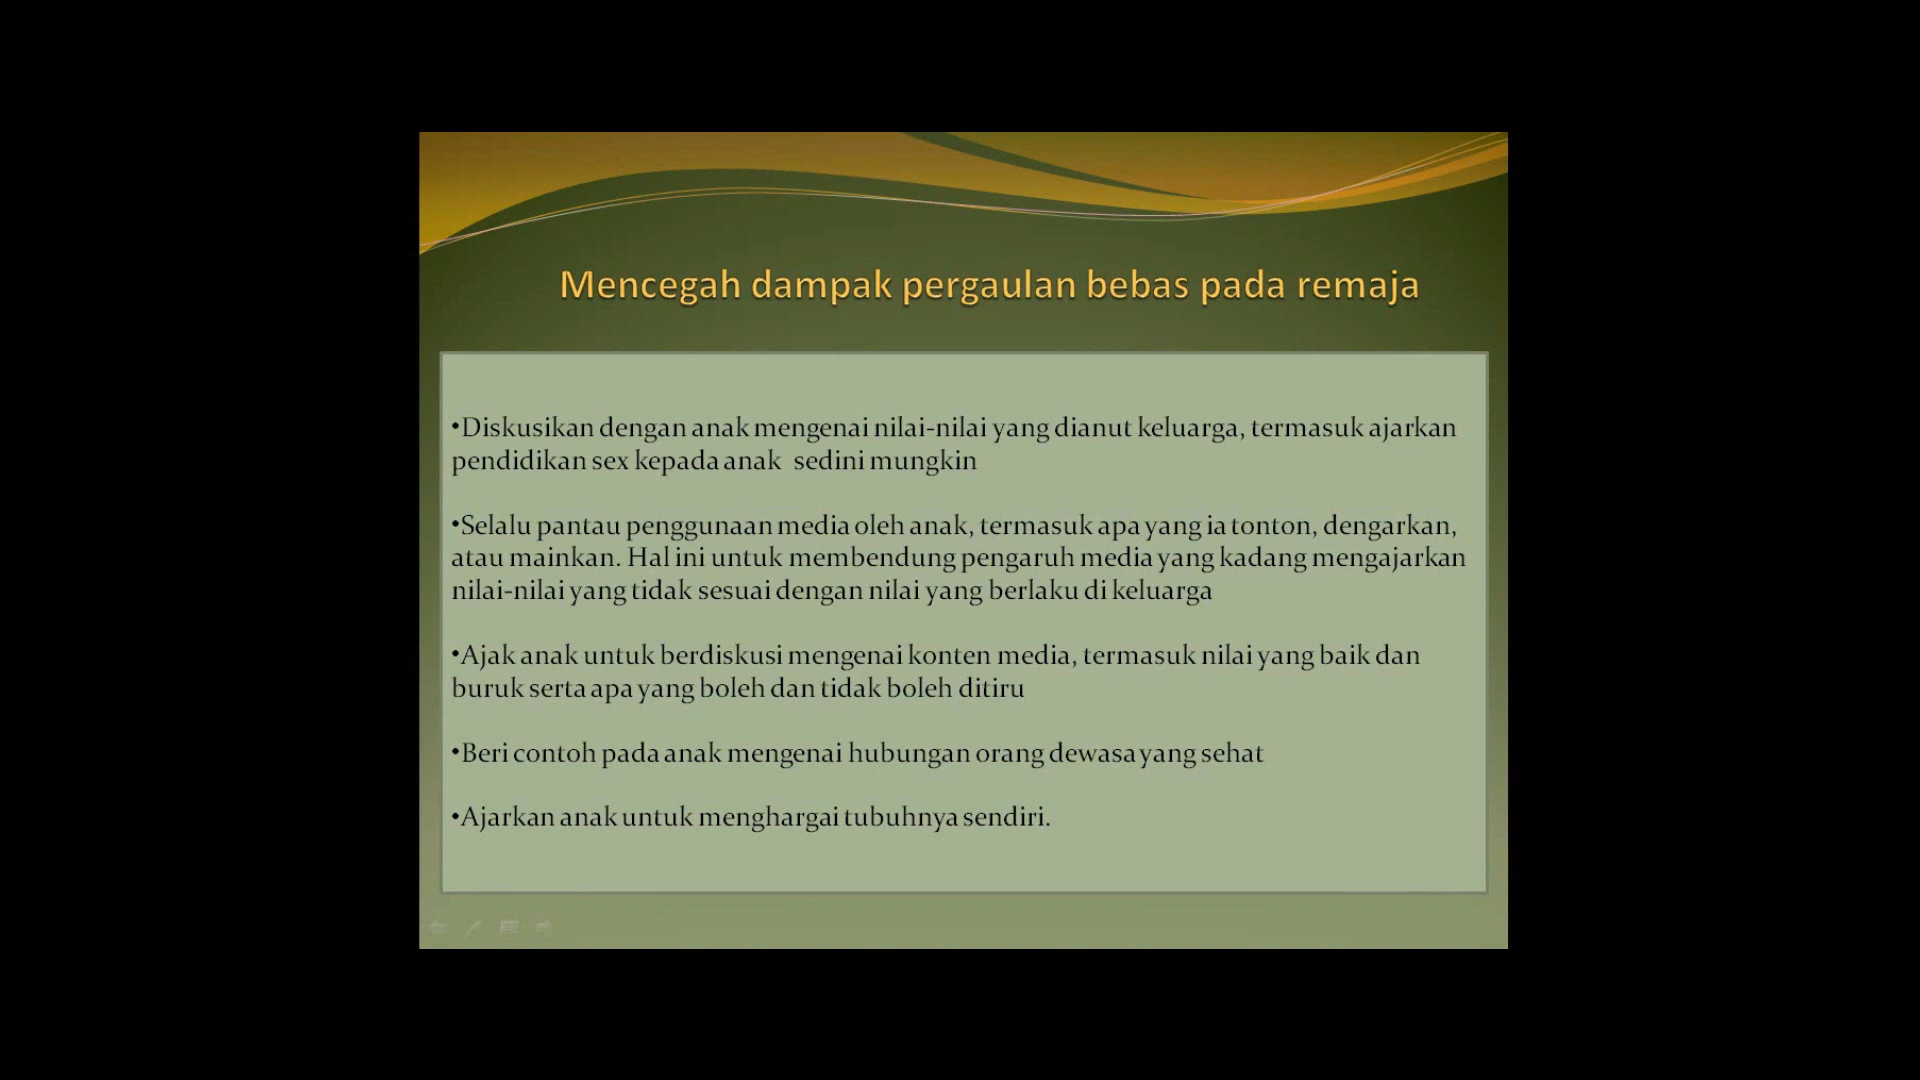 Mencegah dampak pergaulan bebas pada remaja
•Diskusikan dengan anak mengenai nilai-nilai yang dianut keluarga, termasuk ajarkan
pendidikan sex kepada anak  sedini mungkin
•Selalu pantau penggunaan media oleh anak, termasuk apa yang ia tonton, dengarkan,
atau mainkan. Hal ini untuk membendung pengaruh media yang kadang mengajarkan
nilai-nilai yang tidak sesuai dengan nilai yang berlaku di keluarga
•Ajak anak untuk berdiskusi mengenai konten media, termasuk nilai yang baik dan
buruk serta apa yang boleh dan tidak boleh ditiru
•Beri contoh pada anak mengenai hubungan orang dewasa yang sehat
•Ajarkan anak untuk menghargai tubuhnya sendiri.